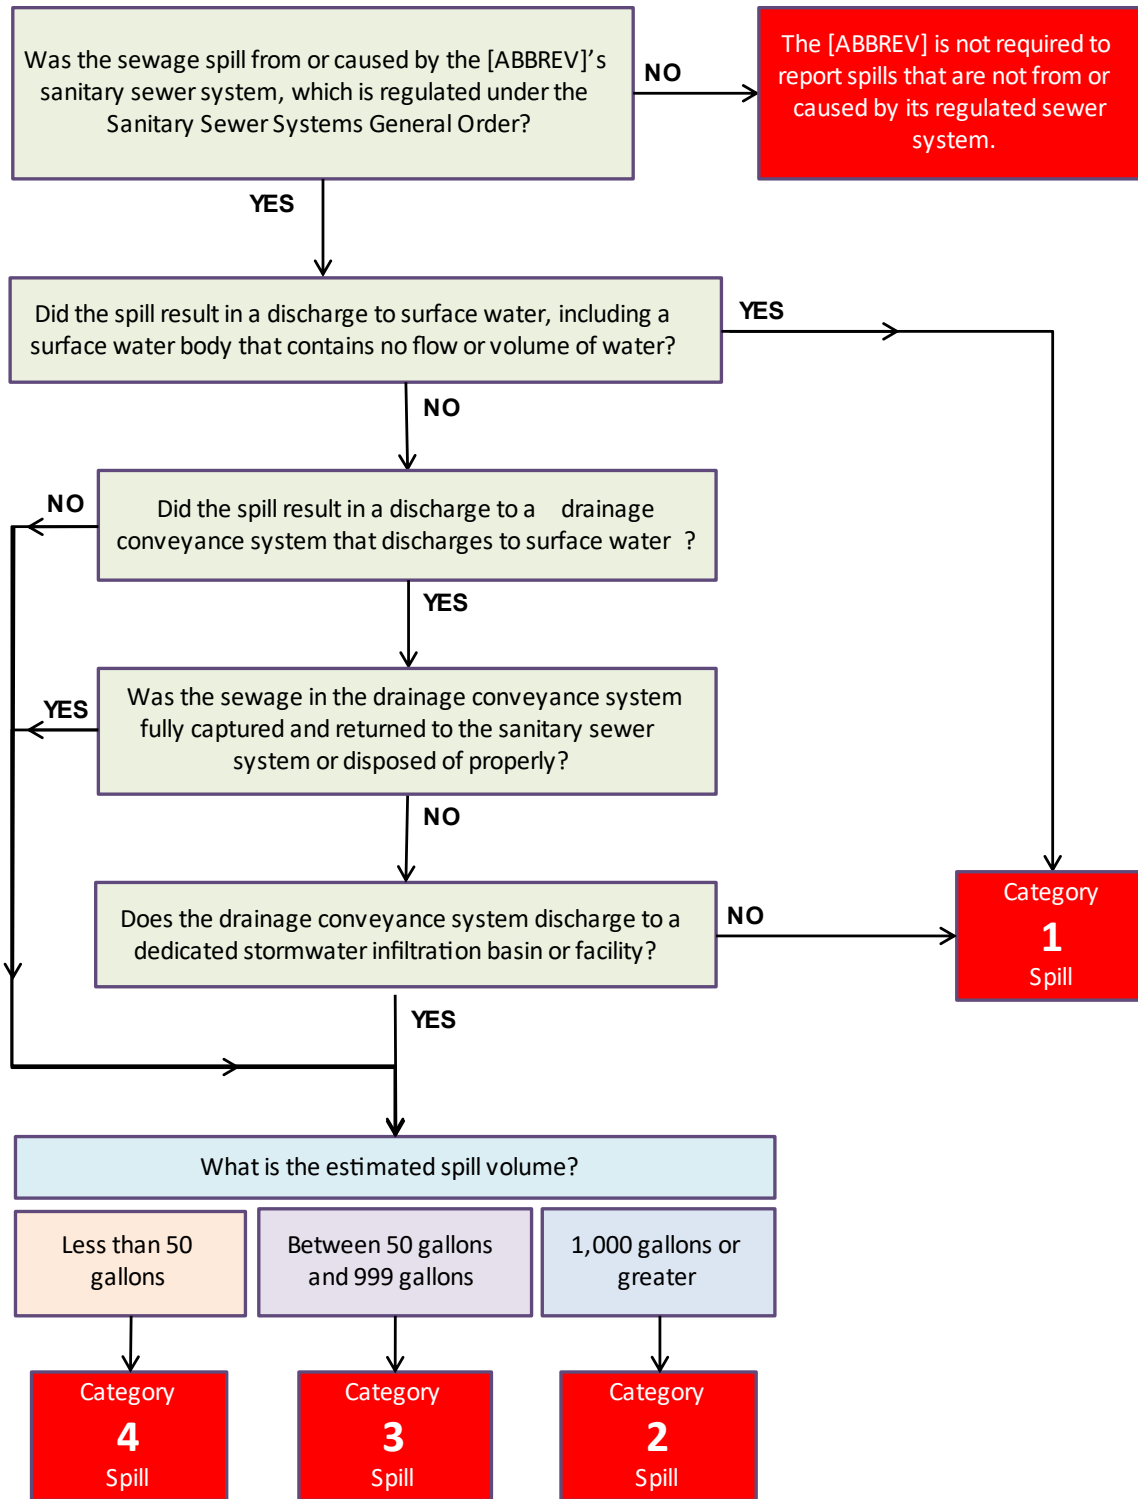 Was the sewage spill from or caused by the [ABBREV]'s
sanitary sewer system, which is regulated under the
Sanitary Sewer Systems General Order?
NO
The [ABBREV] is not required to
report spills that are not from or
caused by its regulated sewer
system.
YES
Did the spill result in a discharge to surface water, including a
surface water body that contains no flow or volume of water?
YES
NO
NO
Did the spill result in a discharge to a drainage
conveyance system that discharges to surface water ?
YES
YES
Was the sewage in the drainage conveyance system
fully captured and returned to the sanitary sewer
system or disposed of properly?
NO
Does the drainage conveyance system discharge to a
dedicated stormwater infiltration basin or facility?
NO
Category
1
Spill
YES
What is the estimated spill volume?
Less than 50
gallons
Between 50 gallons
and 999 gallons
1,000 gallons or
greater
Category
4
Spill
Category
3
Spill
Category
2
Spill